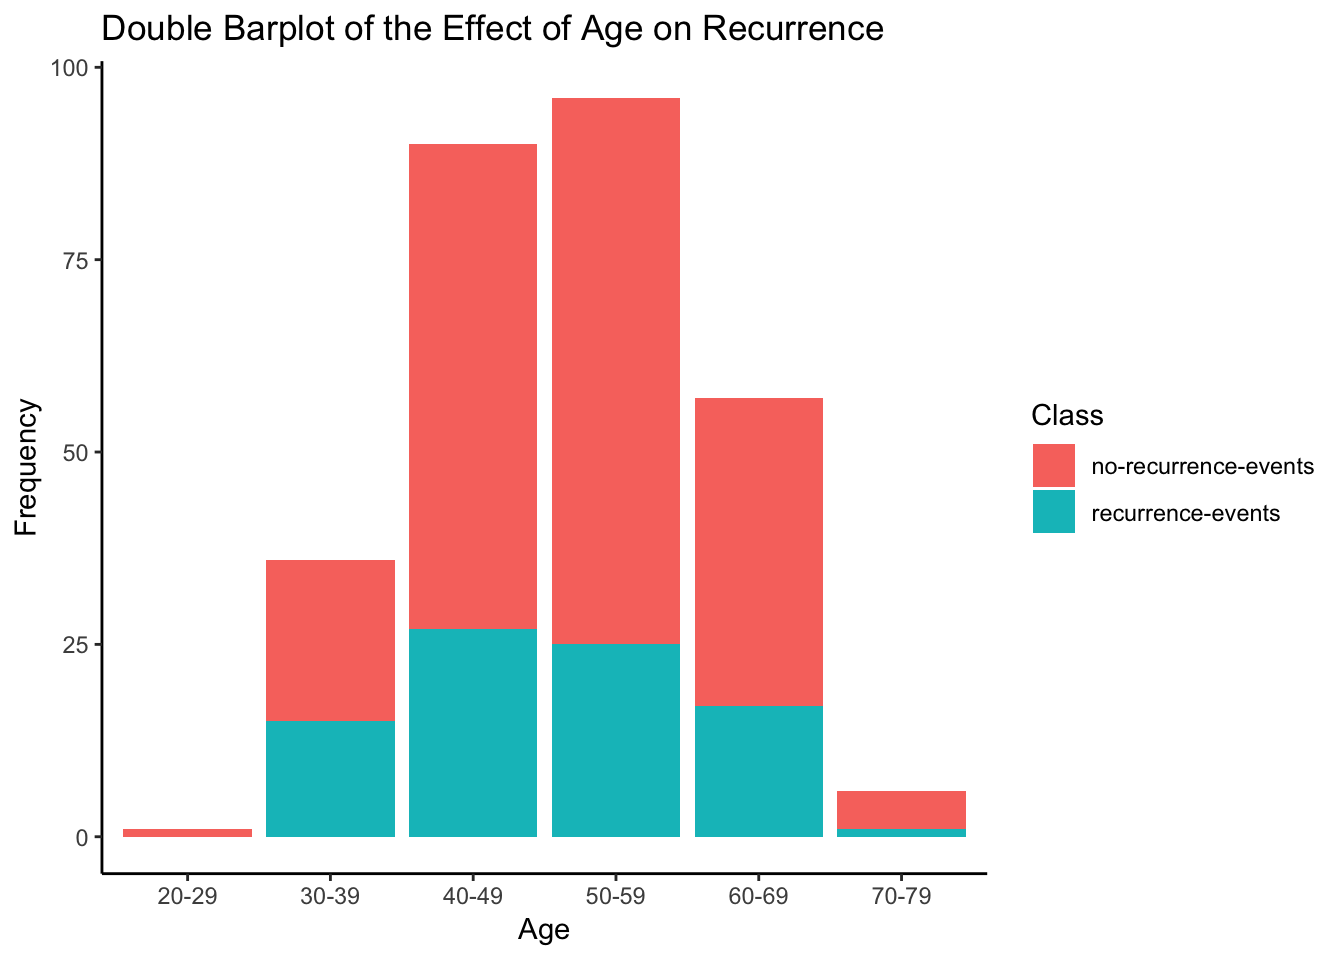 Double Barplot of the Effect of Age on Recurrence
100
75
50
25
0
Frequency
20-29 30-39 40-49 50-59 60-69 70-79
Age
Class
no-recurrence-events
recurrence-events